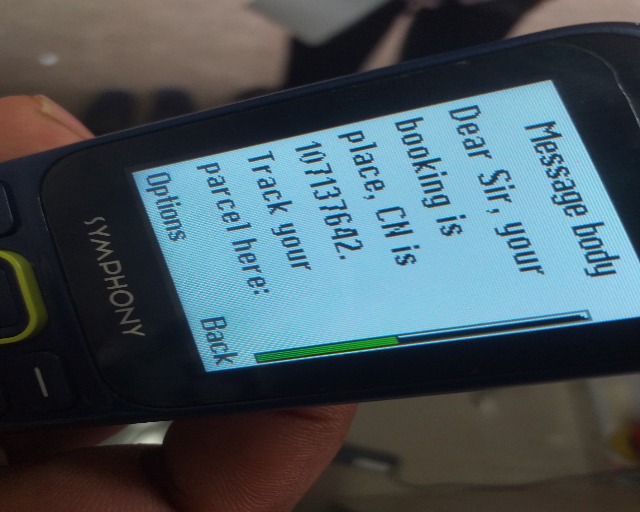 Message body
Dear Sir, your
booking is
place, CN is
107137642.
Track your
parcel here:
Options Back
SYMPHONY